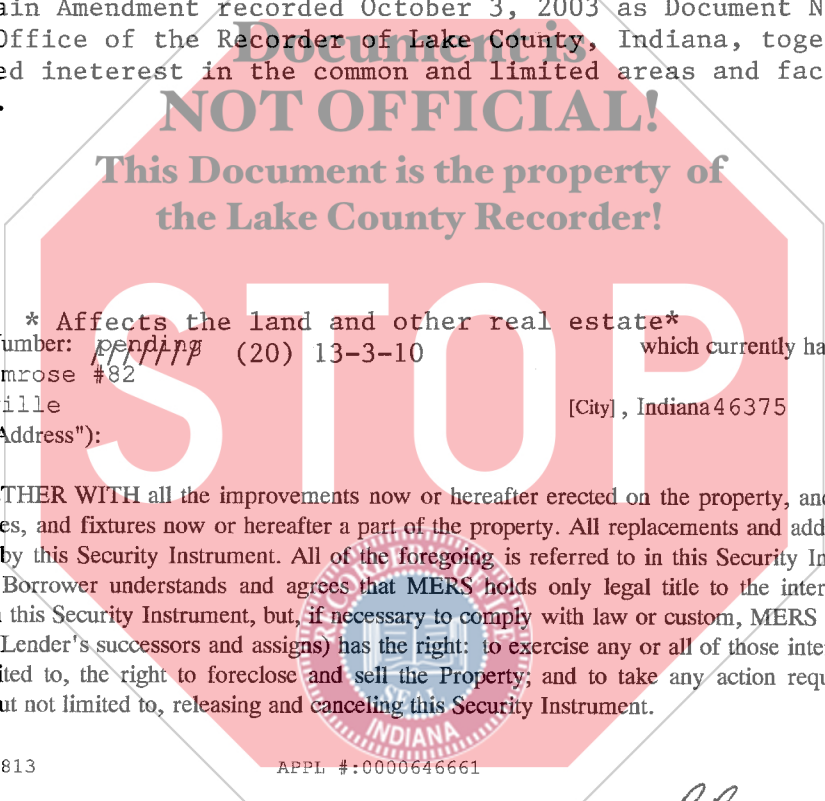 ain Amendment recorded October 3, 2003 as Document N
Office of the Recorder of Lake County, Indiana, toge
ed ineterest in the common and limited areas and fac
.
Document is
NOT OFFICIAL!
This Document is the property of
the Lake County Recorder!
STOP
* Affects the land and other real estate*
umber: pending (20) 13-3-10 which currently ha
mrose #82
ille [City] , Indiana 46375
Address"):
THER WITH all the improvements now or hereafter erected on the property, and
es, and fixtures now or hereafter a part of the property. All replacements and add
by this Security Instrument. All of the foregoing is referred to in this Security In
Borrower understands and agrees that MERS holds only legal title to the inter
this Security Instrument, but, if necessary to comply with law or custom, MERS
Lender's successors and assigns) has the right: to exercise any or all of those inte
ited to, the right to foreclose and sell the Property; and to take any action requ
ut not limited to, releasing and canceling this Security Instrument.
SEAL
INDIANA
813 APPL #:0000646661